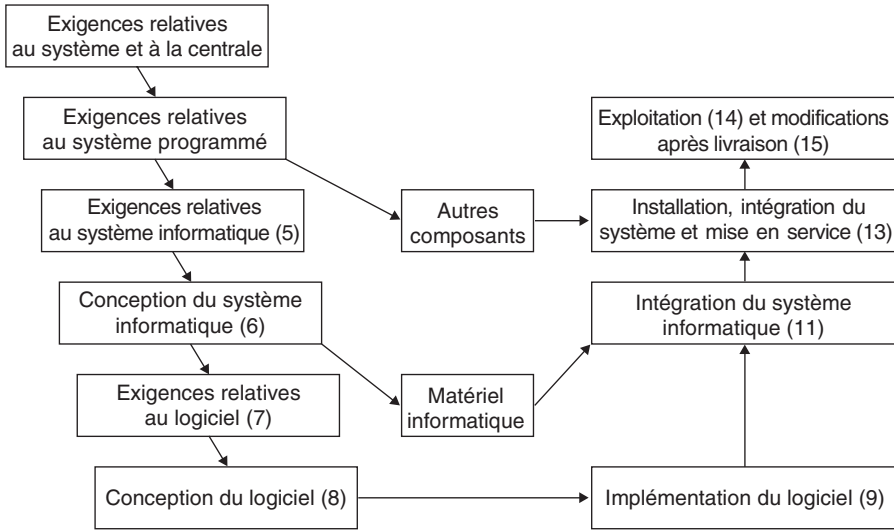 Exigences relatives
au système et à la centrale
Exigences relatives
au système programmé
Exploitation (14) et modifications
après livraison (15)
Exigences relatives
au système informatique (5)
Autres
composants
Installation, intégration du
système et mise en service (13)
Conception du système
informatique (6)
Intégration du système
informatique (11)
Exigences relatives
au logiciel (7)
Matériel
informatique
Conception du logiciel (8)
Implémentation du logiciel (9)